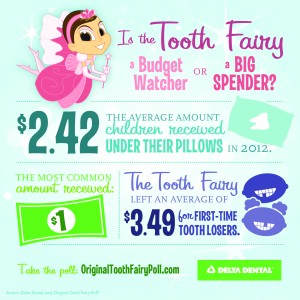 Is the Tooth Fairy
a Budget Watcher OR a BIG SPENDER?
$2.42
THE AVERAGE AMOUNT
children received
UNDER THEIR PILLOWS
IN 2012.
THE MOST COMMON
amount received:
$1
The Tooth Fairy
LEFT AN AVERAGE OF
$3.49 for FIRST-TIME
TOOTH LOSERS.
Take the poll: OriginalToothFairyPoll.com
DELTA DENTAL